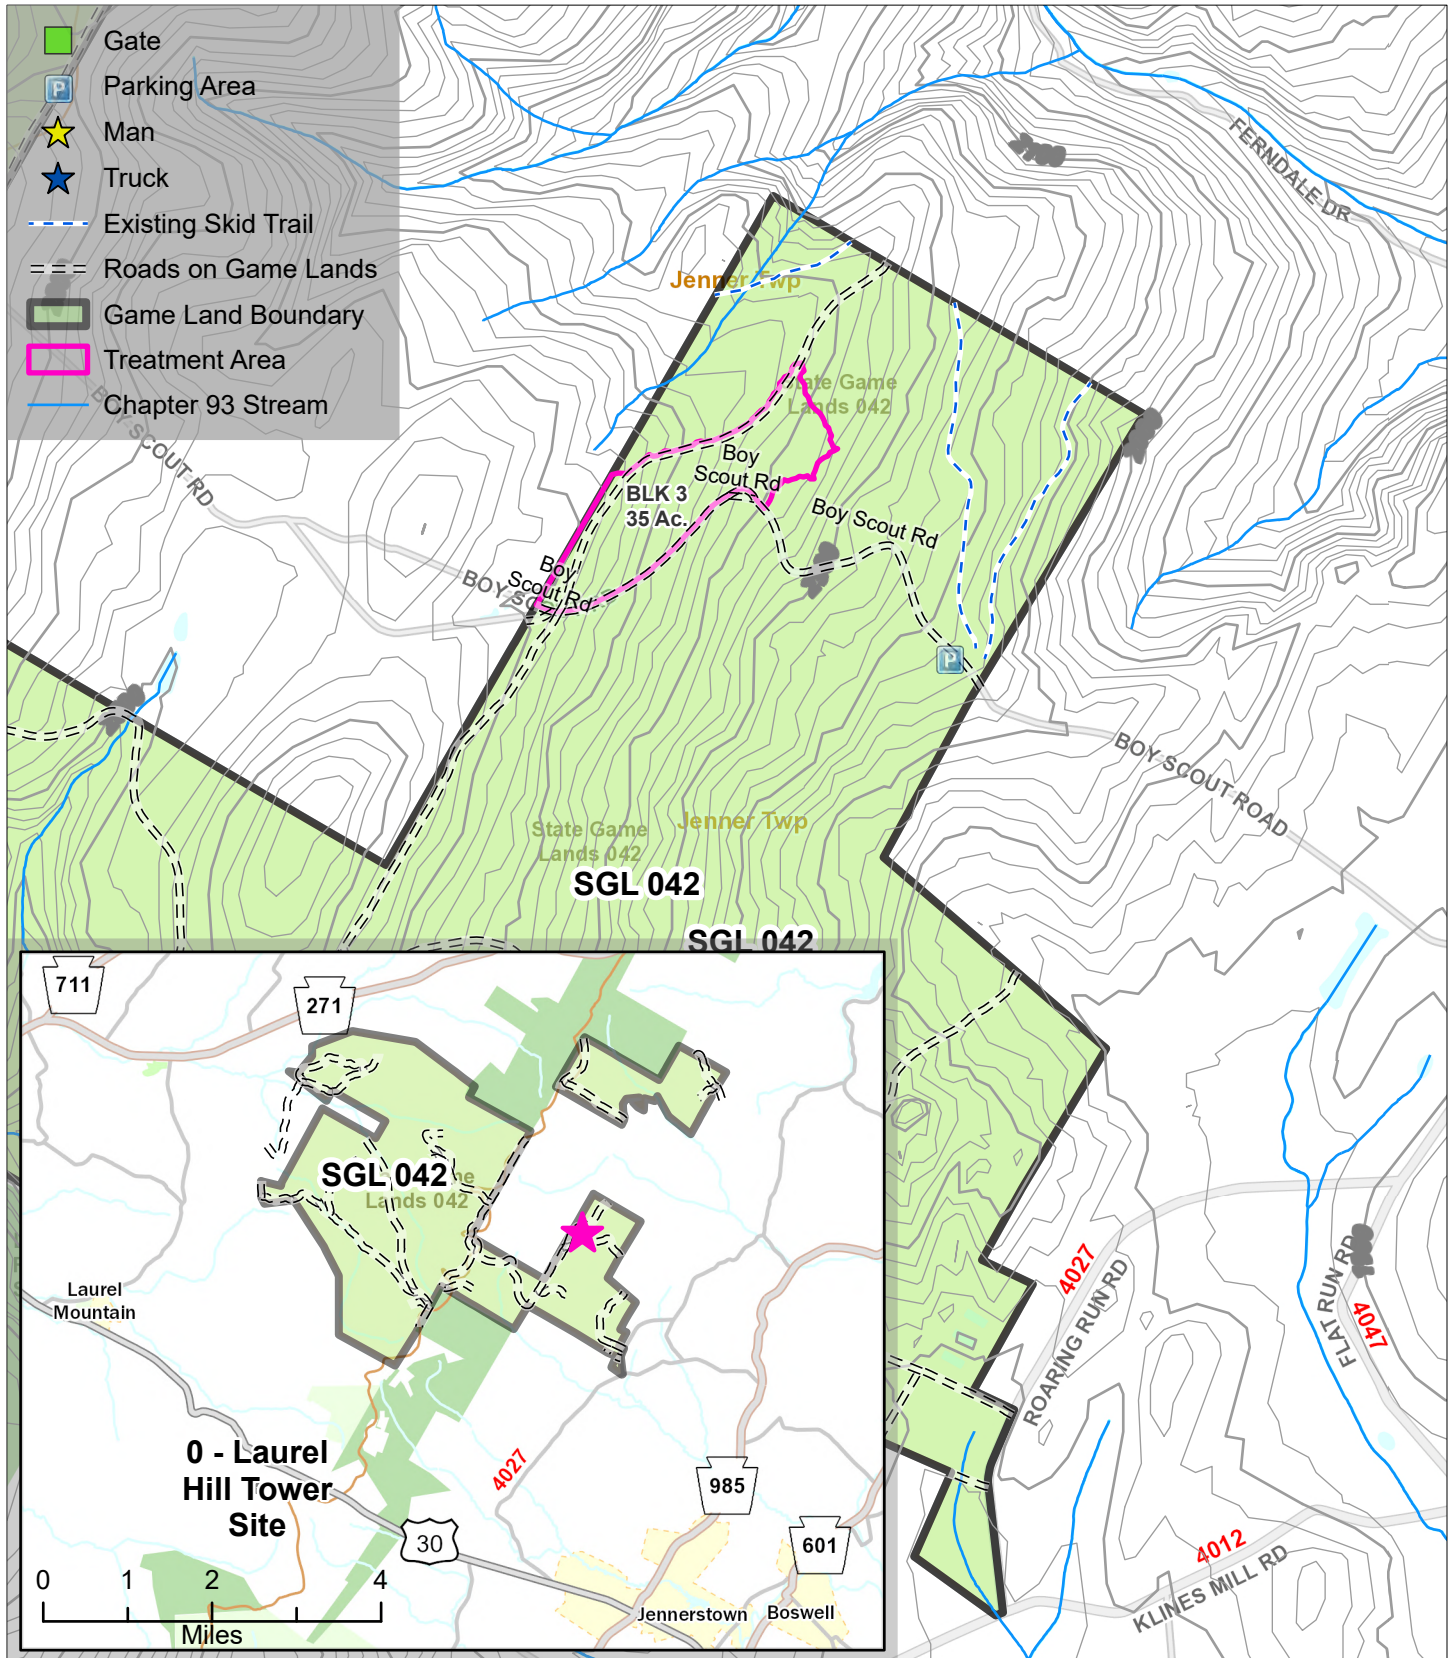 Gate
Parking Area
Man
Truck
Existing Skid Trail
Roads on Game Lands
Game Land Boundary
Treatment Area
Chapter 93 Stream
FERNDALE DR
Jenner Twp
State Game
Lands 042
BOY SCOUT RD
Boy
Scout Rd
BLK 3
35 Ac.
Boy Scout Rd
Boy
Scout Rd
BOY SC
P
BOY SCOUT ROAD
State Game
Lands 042
Jenner Twp
SGL 042
SGL 042
711
271
SGL 042
Lands 042
Laurel
Mountain
4027
ROARING RUN RD
FLAT RUN RD
4047
0 - Laurel
Hill Tower
Site
4027
985
30
601
4012
KLINES MILL RD
0 1 2 4
Miles
Jennerstown
Boswell